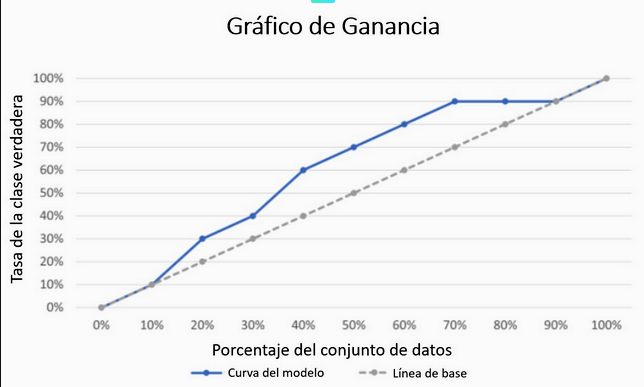 Gráfico de Ganancia
100%
90%
80%
70%
60%
50%
40%
30%
20%
10%
0%
Tasa de la clase verdadera
0% 10% 20% 30% 40% 50% 60% 70% 80% 90% 100%
Porcentaje del conjunto de datos
Curva del modelo Línea de base